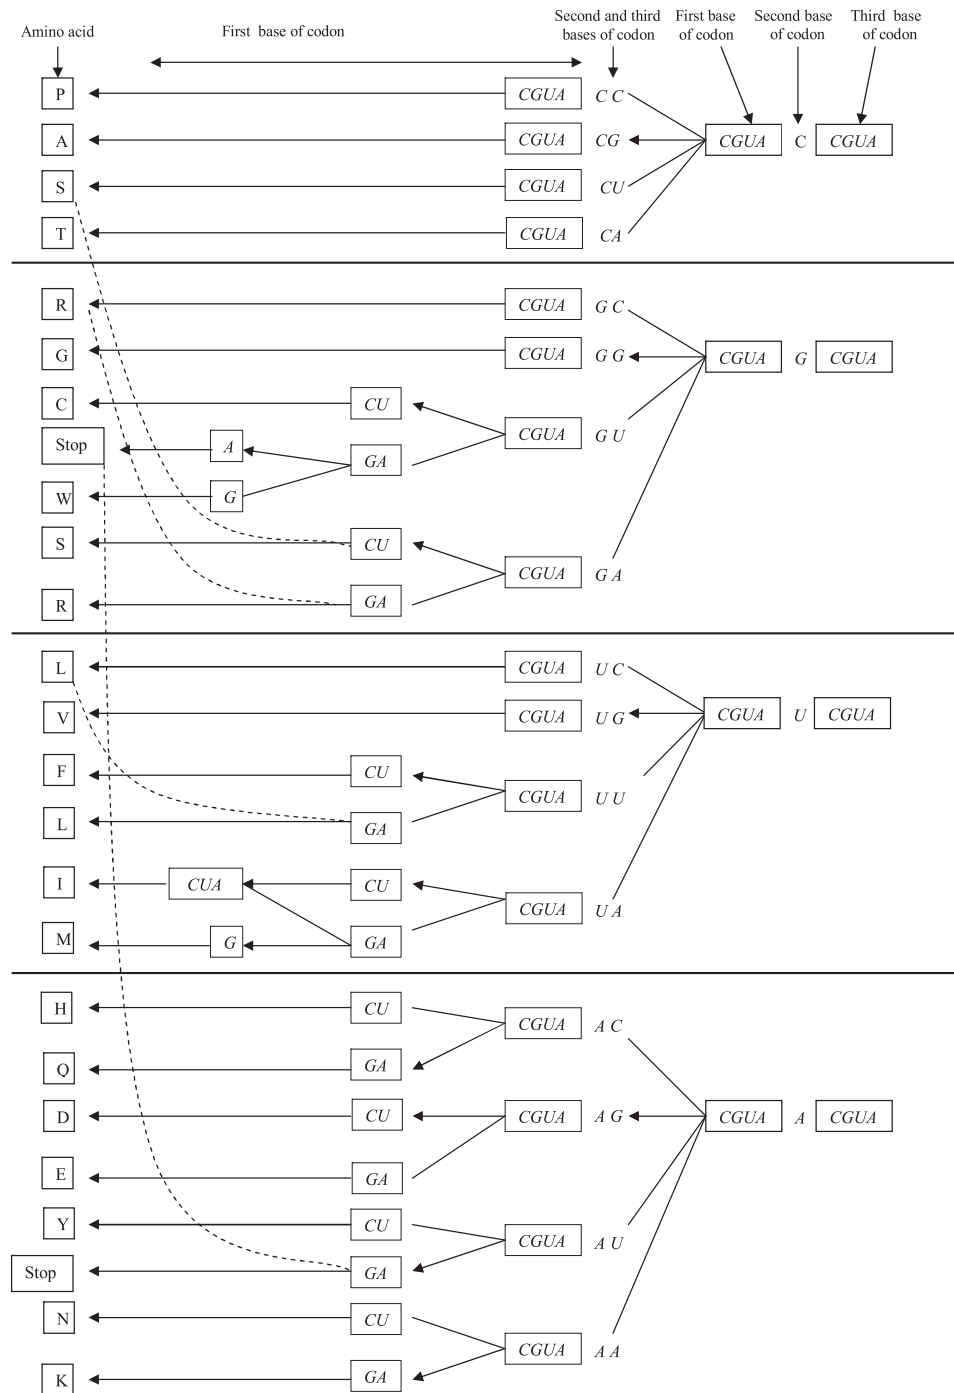 Amino acid
First base of codon
Second and third
bases of codon
First base
of codon
Second base
of codon
Third base
of codon
P CGUA C C
A CGUA CG CGUA C CGUA
S CGUA CU
T CGUA CA
R CGUA G C
G CGUA G G CGUA G CGUA
C CU
CGUA G U
Stop A GA
W G
S CU
CGUA G A
R GA
L CGUA U C
V CGUA U G CGUA U CGUA
F CU
CGUA U U
L GA
I CUA CU
CGUA U A
M G GA
H CU
CGUA A C
Q GA
D CU CGUA A G CGUA A CGUA
E GA
Y CU
CGUA A U
Stop GA
N CU
CGUA A A
K GA